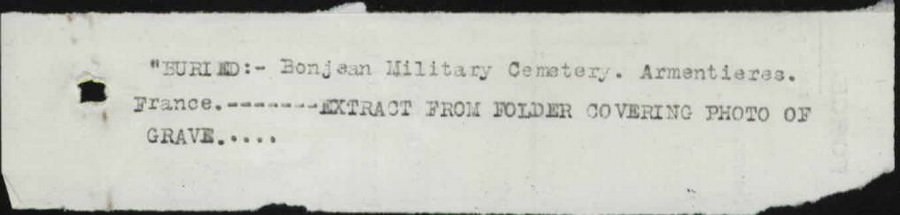 "BURIED:- Bonjean Military Cemetery. Armentieres.
France.-------EXTRACT FROM FOLDER COVERING PHOTO OF
GRAVE.....